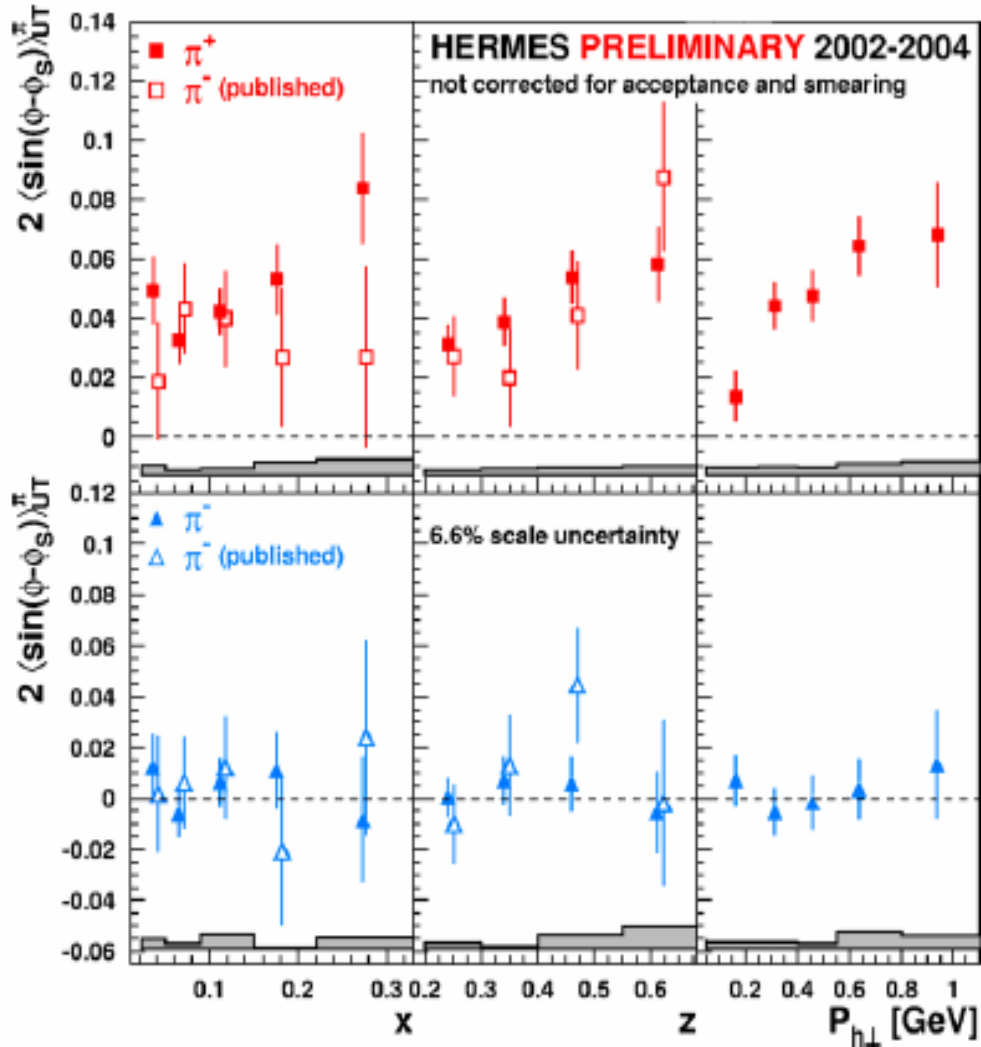 2 ⟨sin(ϕ-ϕS)⟩πUT
0.14
0.12
0.1
0.08
0.06
0.04
0.02
0
π+
π- (published)
HERMES PRELIMINARY 2002-2004
not corrected for acceptance and smearing
2 ⟨sin(ϕ-ϕS)⟩πUT
0.12
0.1
0.08
0.06
0.04
0.02
0
-0.02
-0.04
-0.06
π-
π- (published)
6.6% scale uncertainty
0.1 0.2 0.3
0.2 0.3 0.4 0.5 0.6
0.2 0.4 0.6 0.8 1
x
z
Ph⊥ [GeV]